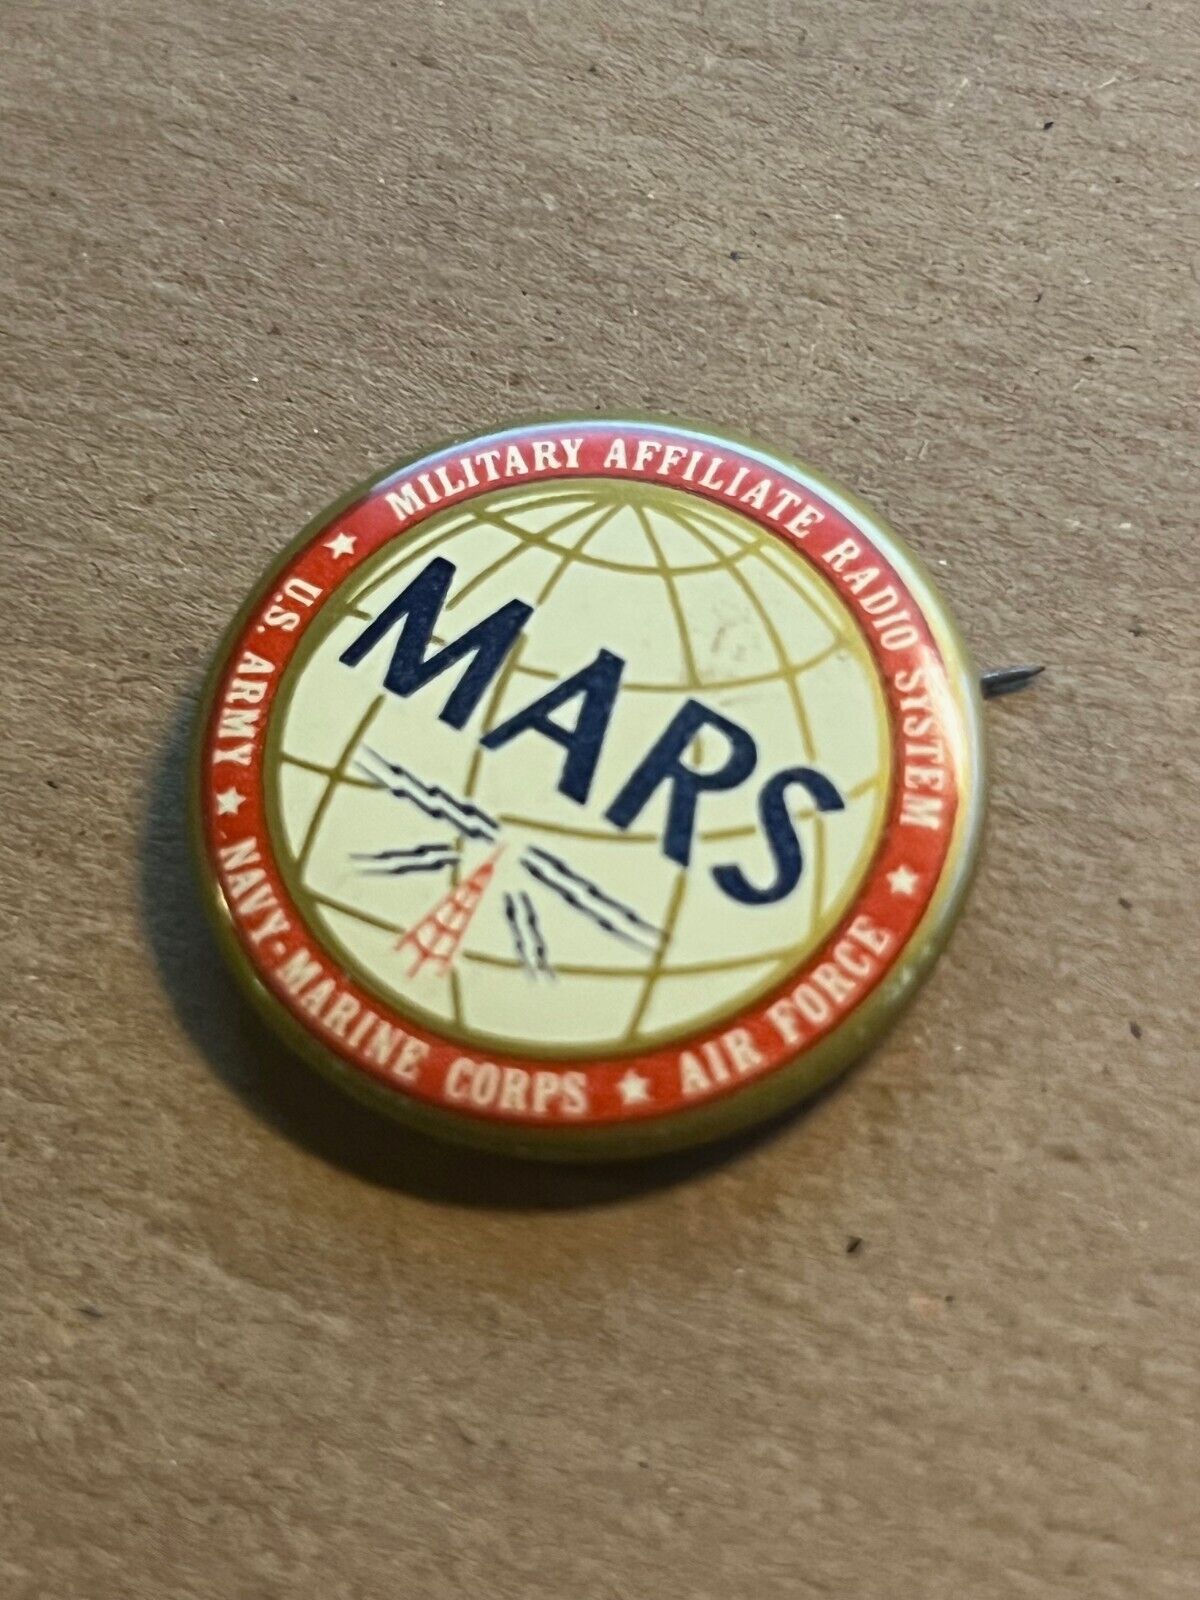 MILITARY AFFILIATE RADIO SYSTEM
MARS
U.S. ARMY ★ NAVY-MARINE CORPS ★ AIR FORCE